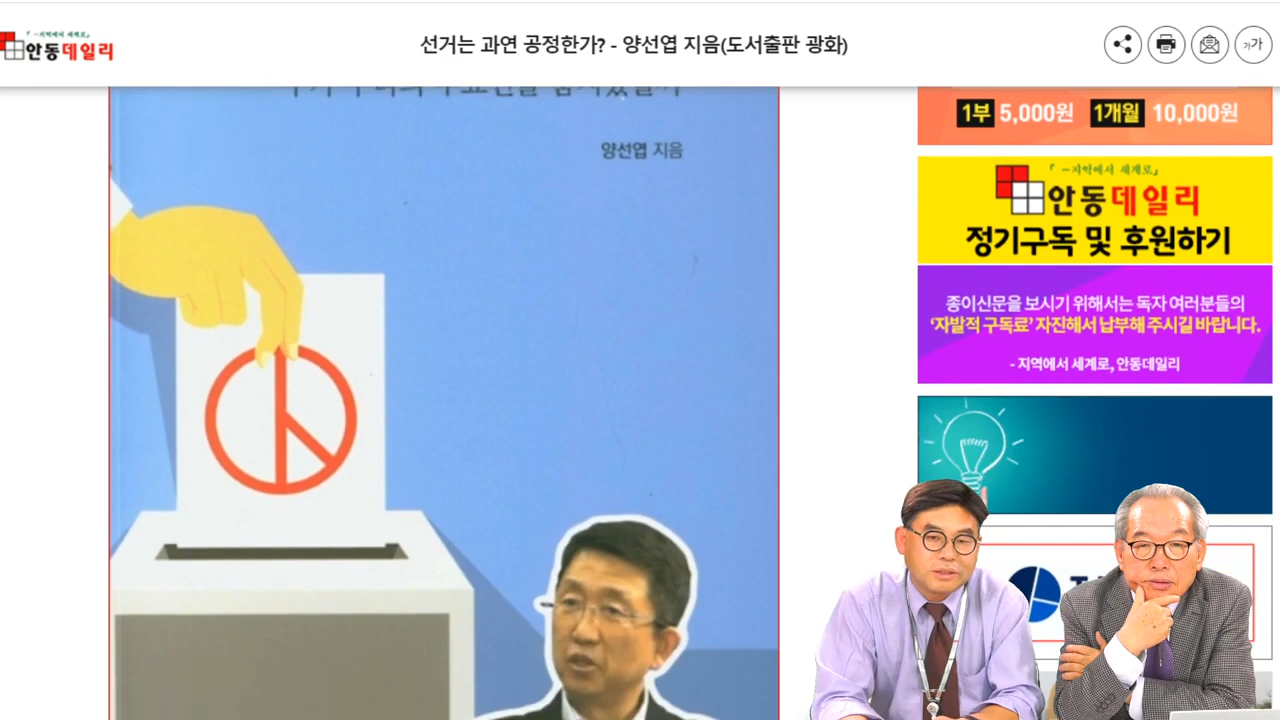 「 -지역에서 세계로」
안동데일리
선거는 과연 공정한가? - 양선엽 지음(도서출판 광화)
가가
양선엽 지음
1부 5,000원 1개월 10,000원
「 -지역에서 세계로」
안동데일리
정기구독 및 후원하기
종이신문을 보시기 위해서는 독자 여러분들의
‘자발적 구독료’ 자진해서 납부해 주시길 바랍니다.
- 지역에서 세계로, 안동데일리